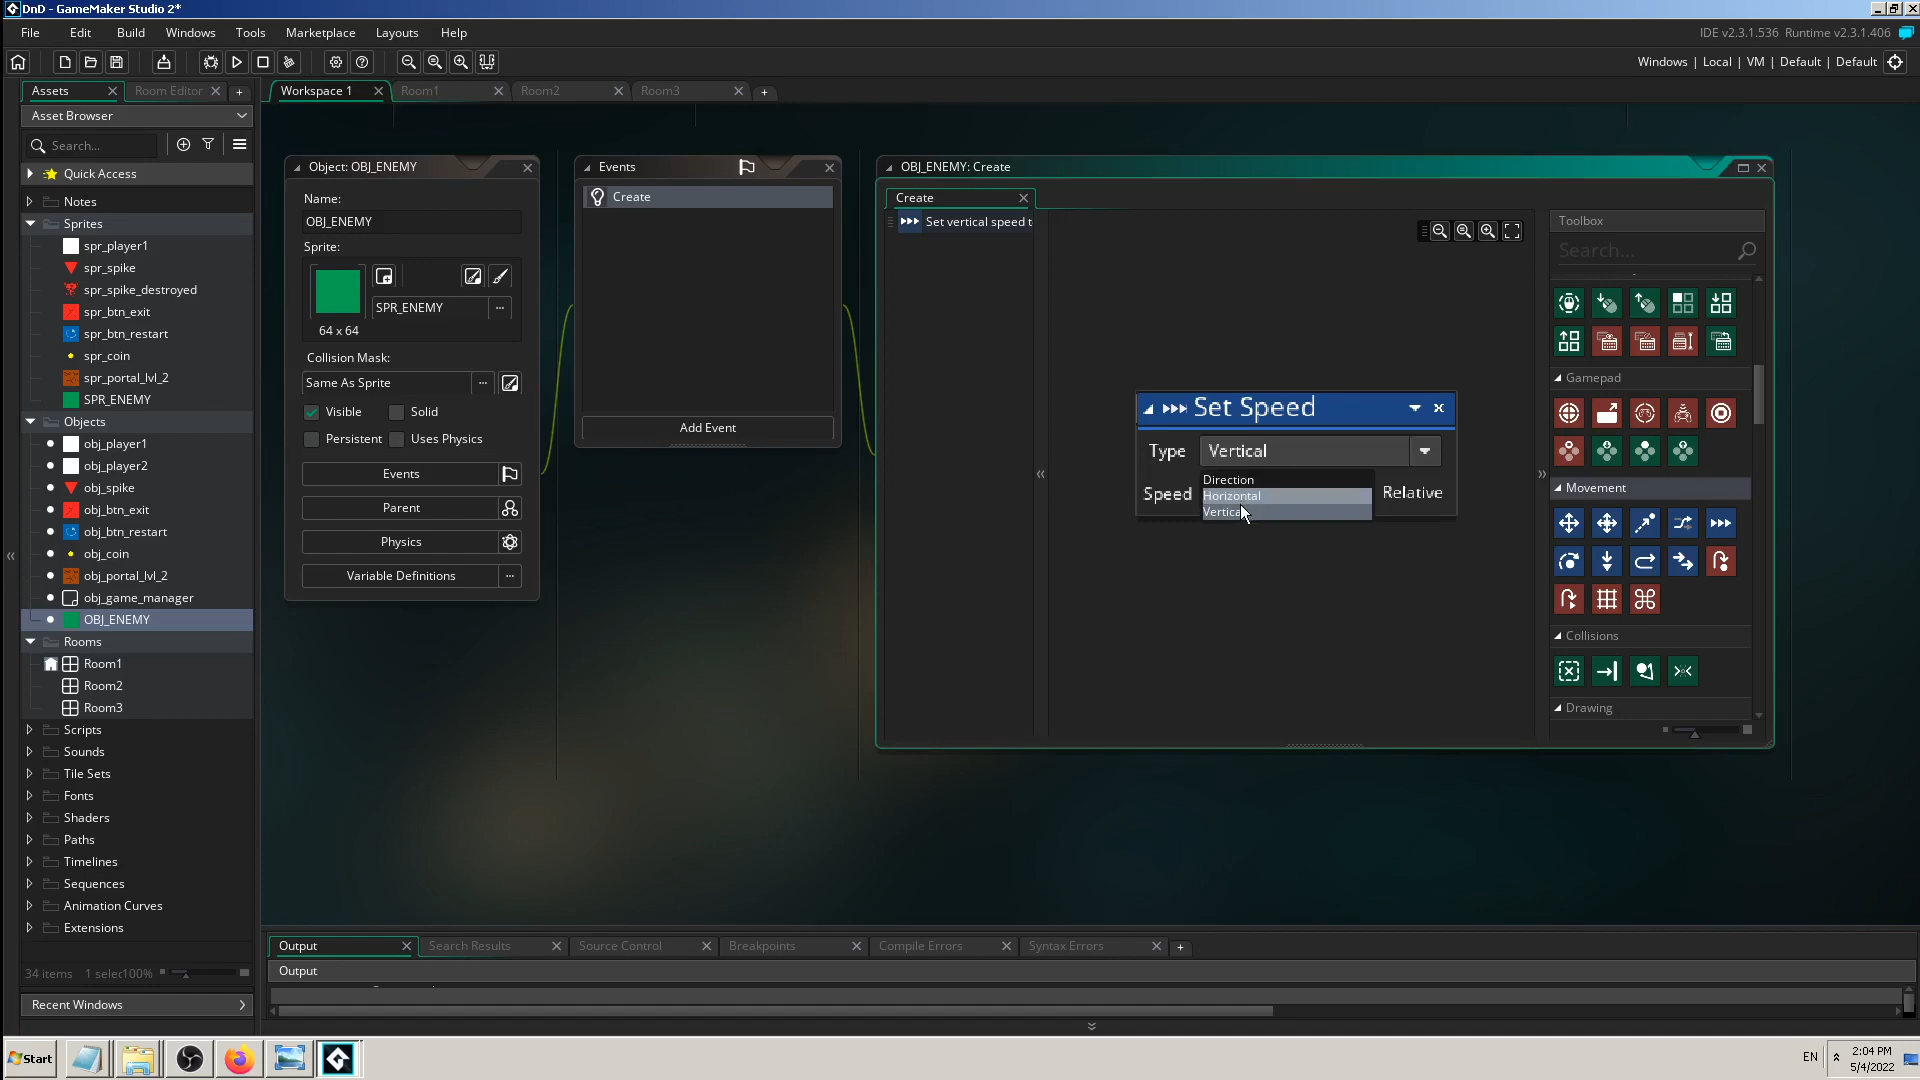 DnD - GameMaker Studio 2*
File Edit Build Windows Tools Marketplace Layouts Help
IDE v2.3.1.536 Runtime v2.3.1.406
Windows | Local | VM | Default | Default
Assets Room Editor
Workspace 1 Room1 Room2 Room3
Asset Browser
Search...
Quick Access
Notes
Sprites
spr_player1
spr_spike
spr_spike_destroyed
spr_btn_exit
spr_btn_restart
spr_coin
spr_portal_lvl_2
SPR_ENEMY
Objects
obj_player1
obj_player2
obj_spike
obj_btn_exit
obj_btn_restart
obj_coin
obj_portal_lvl_2
obj_game_manager
OBJ_ENEMY
Rooms
Room1
Room2
Room3
Scripts
Sounds
Tile Sets
Fonts
Shaders
Paths
Timelines
Sequences
Animation Curves
Extensions
34 items 1 selec100%
Recent Windows
Object: OBJ_ENEMY
Name:
OBJ_ENEMY
Sprite:
SPR_ENEMY
64 x 64
Collision Mask:
Same As Sprite
Visible Solid
Persistent Uses Physics
Events
Parent
Physics
Variable Definitions
Events
Create
Add Event
OBJ_ENEMY: Create
Create
Set vertical speed t
Set Speed
Type Vertical
Direction
Horizontal
Vertica
Speed Relative
Toolbox
Search...
Gamepad
Movement
Collisions
Drawing
Output Search Results Source Control Breakpoints Compile Errors Syntax Errors
Output
Start
EN
2:04 PM
5/4/2022